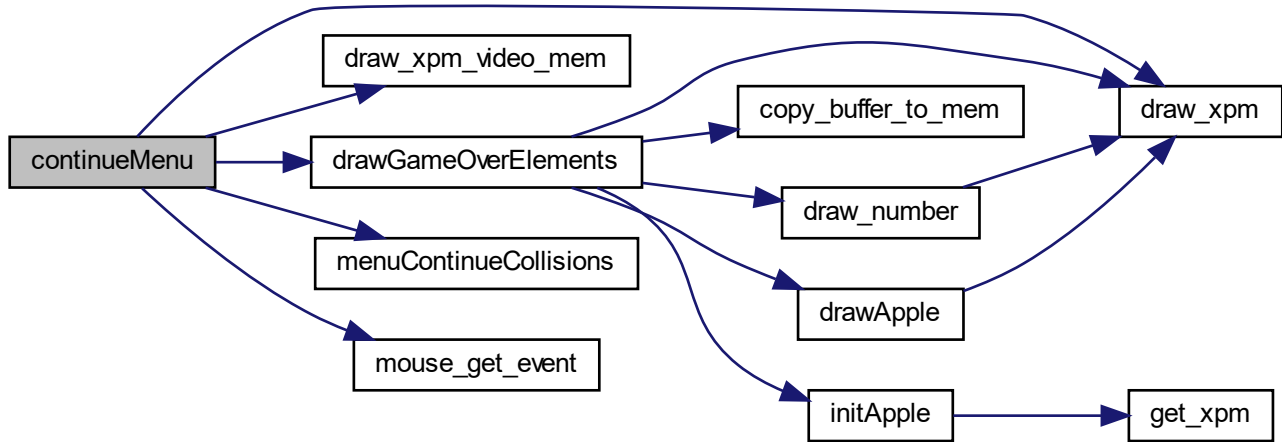 continueMenu
draw_xpm_video_mem
drawGameOverElements
menuContinueCollisions
mouse_get_event
copy_buffer_to_mem
draw_number
drawApple
initApple
draw_xpm
get_xpm